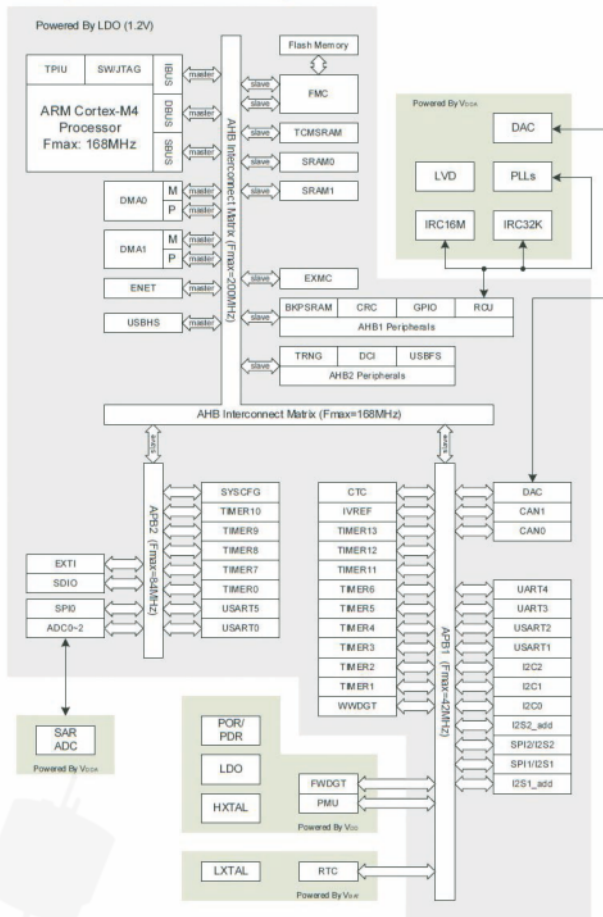 Powered By LDO (1.2V)
TPIU
SW/JTAG
IBUS
DBUS
SBUS
ARM Cortex-M4
Processor
Fmax: 168MHz
master
master
master
DMA0
M
P
master
master
DMA1
M
P
master
master
ENET
master
USBHS
master
AHB Interconnect Matrix (Fmax=200MHz)
Flash Memory
slave
slave
FMC
slave
TCMSRAM
slave
SRAM0
slave
SRAM1
slave
EXMC
slave
BKPSRAM
CRC
GPIO
RCU
AHB1 Peripherals
slave
TRNG
DCI
USBFS
AHB2 Peripherals
Powered By VDDA
DAC
LVD
PLLs
IRC16M
IRC32K
AHB Interconnect Matrix (Fmax=168MHz)
slave
slave
APB2 (Fmax=84MHz)
EXTI
SDIO
SPI0
ADC0~2
SYSCFG
TIMER10
TIMER9
TIMER8
TIMER7
TIMER0
USART5
USART0
SAR
ADC
Powered By VDDA
CTC
IVREF
TIMER13
TIMER12
TIMER11
TIMER6
TIMER5
TIMER4
TIMER3
TIMER2
TIMER1
WWDGT
APB1 (Fmax=42MHz)
DAC
CAN1
CAN0
UART4
UART3
USART2
USART1
I2C2
I2C1
I2C0
I2S2_add
SPI2/I2S2
SPI1/I2S1
I2S1_add
POR/
PDR
LDO
HXTAL
FWDGT
PMU
Powered By VDD
LXTAL
RTC
Powered By VBAT